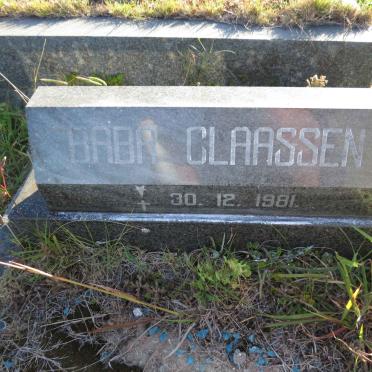 BABA CLAASSEN
30. 12. 1981.